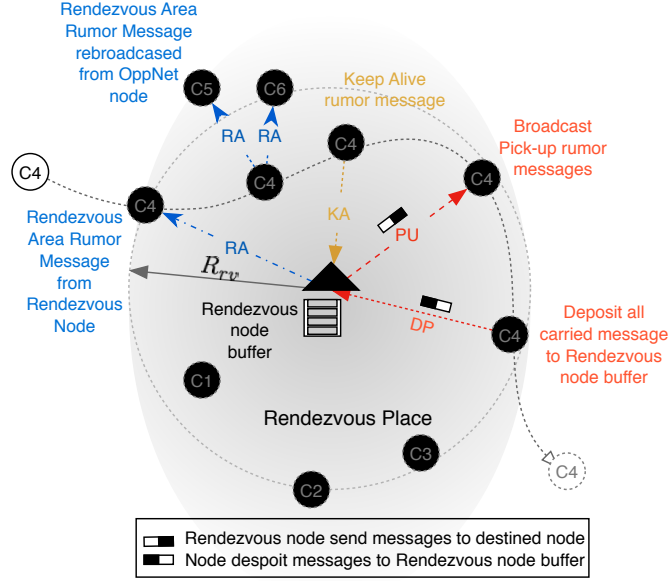 Rendezvous Area
Rumor Message
rebroadcased
from OppNet
node
C5
C6
Keep Alive
rumor message
Broadcast
Pick-up rumor
messages
RA
RA
C4
C4
C4
C4
C4
Rendezvous
Area Rumor
Message
from
Rendezvous
Node
RA
KA
PU
R_rv
Rendezvous
node
buffer
DP
C4
Deposit all
carried message
to Rendezvous
node buffer
C1
Rendezvous Place
C3
C4
C2
Rendezvous node send messages to destined node
Node despoit messages to Rendezvous node buffer